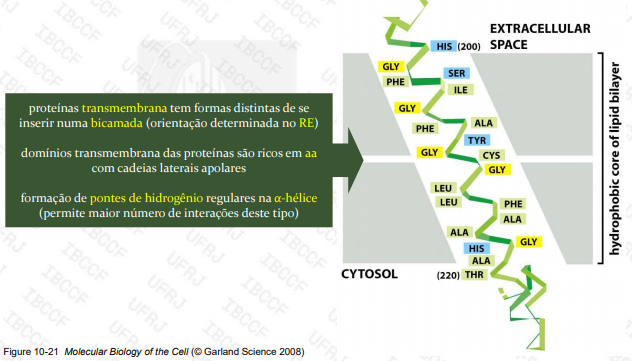 proteínas transmembrana tem formas distintas de se
inserir numa bicamada (orientação determinada no RE)
domínios transmembrana das proteínas são ricos em aa
com cadeias laterais apolares
formação de pontes de hidrogênio regulares na α-hélice
(permite maior número de interações deste tipo)
EXTRACELLULAR
SPACE
HIS (200)
GLY
SER
PHE
ILE
GLY
ALA
PHE
TYR
GLY
CYS
GLY
LEU
LEU
PHE
ALA
ALA
GLY
HIS
ALA
CYTOSOL
(220) THR
hydrophobic core of lipid bilayer
Figure 10-21 Molecular Biology of the Cell (© Garland Science 2008)
IBCCF
UFRJ